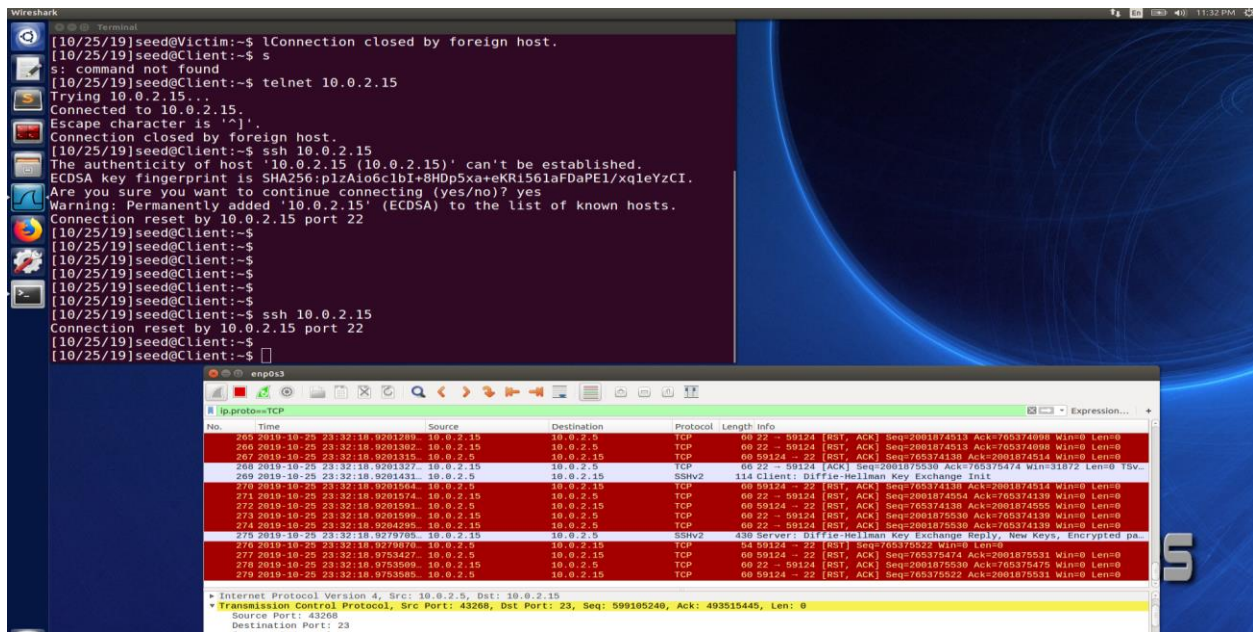 Wireshark En 11:32 PM
Terminal
[10/25/19]seed@Victim:~$ lConnection closed by foreign host.
[10/25/19]seed@Client:~$ s
s: command not found
[10/25/19]seed@Client:~$ telnet 10.0.2.15
Trying 10.0.2.15...
Connected to 10.0.2.15.
Escape character is '^]'.
Connection closed by foreign host.
[10/25/19]seed@Client:~$ ssh 10.0.2.15
The authenticity of host '10.0.2.15 (10.0.2.15)' can't be established.
ECDSA key fingerprint is SHA256:p1zAio6c1bI+8HDp5xa+eKRi561aFDaPE1/xq1eYzCI.
Are you sure you want to continue connecting (yes/no)? yes
Warning: Permanently added '10.0.2.15' (ECDSA) to the list of known hosts.
Connection reset by 10.0.2.15 port 22
[10/25/19]seed@Client:~$
[10/25/19]seed@Client:~$
[10/25/19]seed@Client:~$
[10/25/19]seed@Client:~$
[10/25/19]seed@Client:~$
[10/25/19]seed@Client:~$ ssh 10.0.2.15
Connection reset by 10.0.2.15 port 22
[10/25/19]seed@Client:~$
[10/25/19]seed@Client:~$
enp0s3
ip.proto==TCP Expression... +
No. Time Source Destination Protocol Length Info
265 2019-10-25 23:32:18.9201289… 10.0.2.15 10.0.2.5 TCP 60 22 → 59124 [RST, ACK] Seq=2001874513 Ack=765374098 Win=0 Len=0
266 2019-10-25 23:32:18.9201302… 10.0.2.15 10.0.2.5 TCP 60 22 → 59124 [RST, ACK] Seq=2001874513 Ack=765374098 Win=0 Len=0
267 2019-10-25 23:32:18.9201315… 10.0.2.5 10.0.2.15 TCP 60 59124 → 22 [RST, ACK] Seq=765374138 Ack=2001874514 Win=0 Len=0
268 2019-10-25 23:32:18.9201327… 10.0.2.15 10.0.2.5 TCP 66 22 → 59124 [ACK] Seq=2001875530 Ack=765375474 Win=31872 Len=0 TSv…
269 2019-10-25 23:32:18.9201431… 10.0.2.5 10.0.2.15 SSHv2 114 Client: Diffie-Hellman Key Exchange Init
270 2019-10-25 23:32:18.9201564… 10.0.2.5 10.0.2.15 TCP 60 59124 → 22 [RST, ACK] Seq=765374138 Ack=2001874514 Win=0 Len=0
271 2019-10-25 23:32:18.9201574… 10.0.2.15 10.0.2.5 TCP 60 22 → 59124 [RST, ACK] Seq=2001874554 Ack=765374139 Win=0 Len=0
272 2019-10-25 23:32:18.9201591… 10.0.2.5 10.0.2.15 TCP 60 59124 → 22 [RST, ACK] Seq=765374138 Ack=2001874555 Win=0 Len=0
273 2019-10-25 23:32:18.9201599… 10.0.2.15 10.0.2.5 TCP 60 22 → 59124 [RST, ACK] Seq=2001875530 Ack=765374139 Win=0 Len=0
274 2019-10-25 23:32:18.9204295… 10.0.2.15 10.0.2.5 TCP 60 22 → 59124 [RST, ACK] Seq=2001875530 Ack=765374139 Win=0 Len=0
275 2019-10-25 23:32:18.9279705… 10.0.2.15 10.0.2.5 SSHv2 430 Server: Diffie-Hellman Key Exchange Reply, New Keys, Encrypted pa…
276 2019-10-25 23:32:18.9279870… 10.0.2.5 10.0.2.15 TCP 54 59124 → 22 [RST] Seq=765375522 Win=0 Len=0
277 2019-10-25 23:32:18.9753427… 10.0.2.5 10.0.2.15 TCP 60 59124 → 22 [RST, ACK] Seq=765375474 Ack=2001875531 Win=0 Len=0
278 2019-10-25 23:32:18.9753509… 10.0.2.15 10.0.2.5 TCP 60 22 → 59124 [RST, ACK] Seq=2001875530 Ack=765375475 Win=0 Len=0
279 2019-10-25 23:32:18.9753585… 10.0.2.5 10.0.2.15 TCP 60 59124 → 22 [RST, ACK] Seq=765375522 Ack=2001875531 Win=0 Len=0
Internet Protocol Version 4, Src: 10.0.2.5, Dst: 10.0.2.15
Transmission Control Protocol, Src Port: 43268, Dst Port: 23, Seq: 599105240, Ack: 493515445, Len: 0
Source Port: 43268
Destination Port: 23